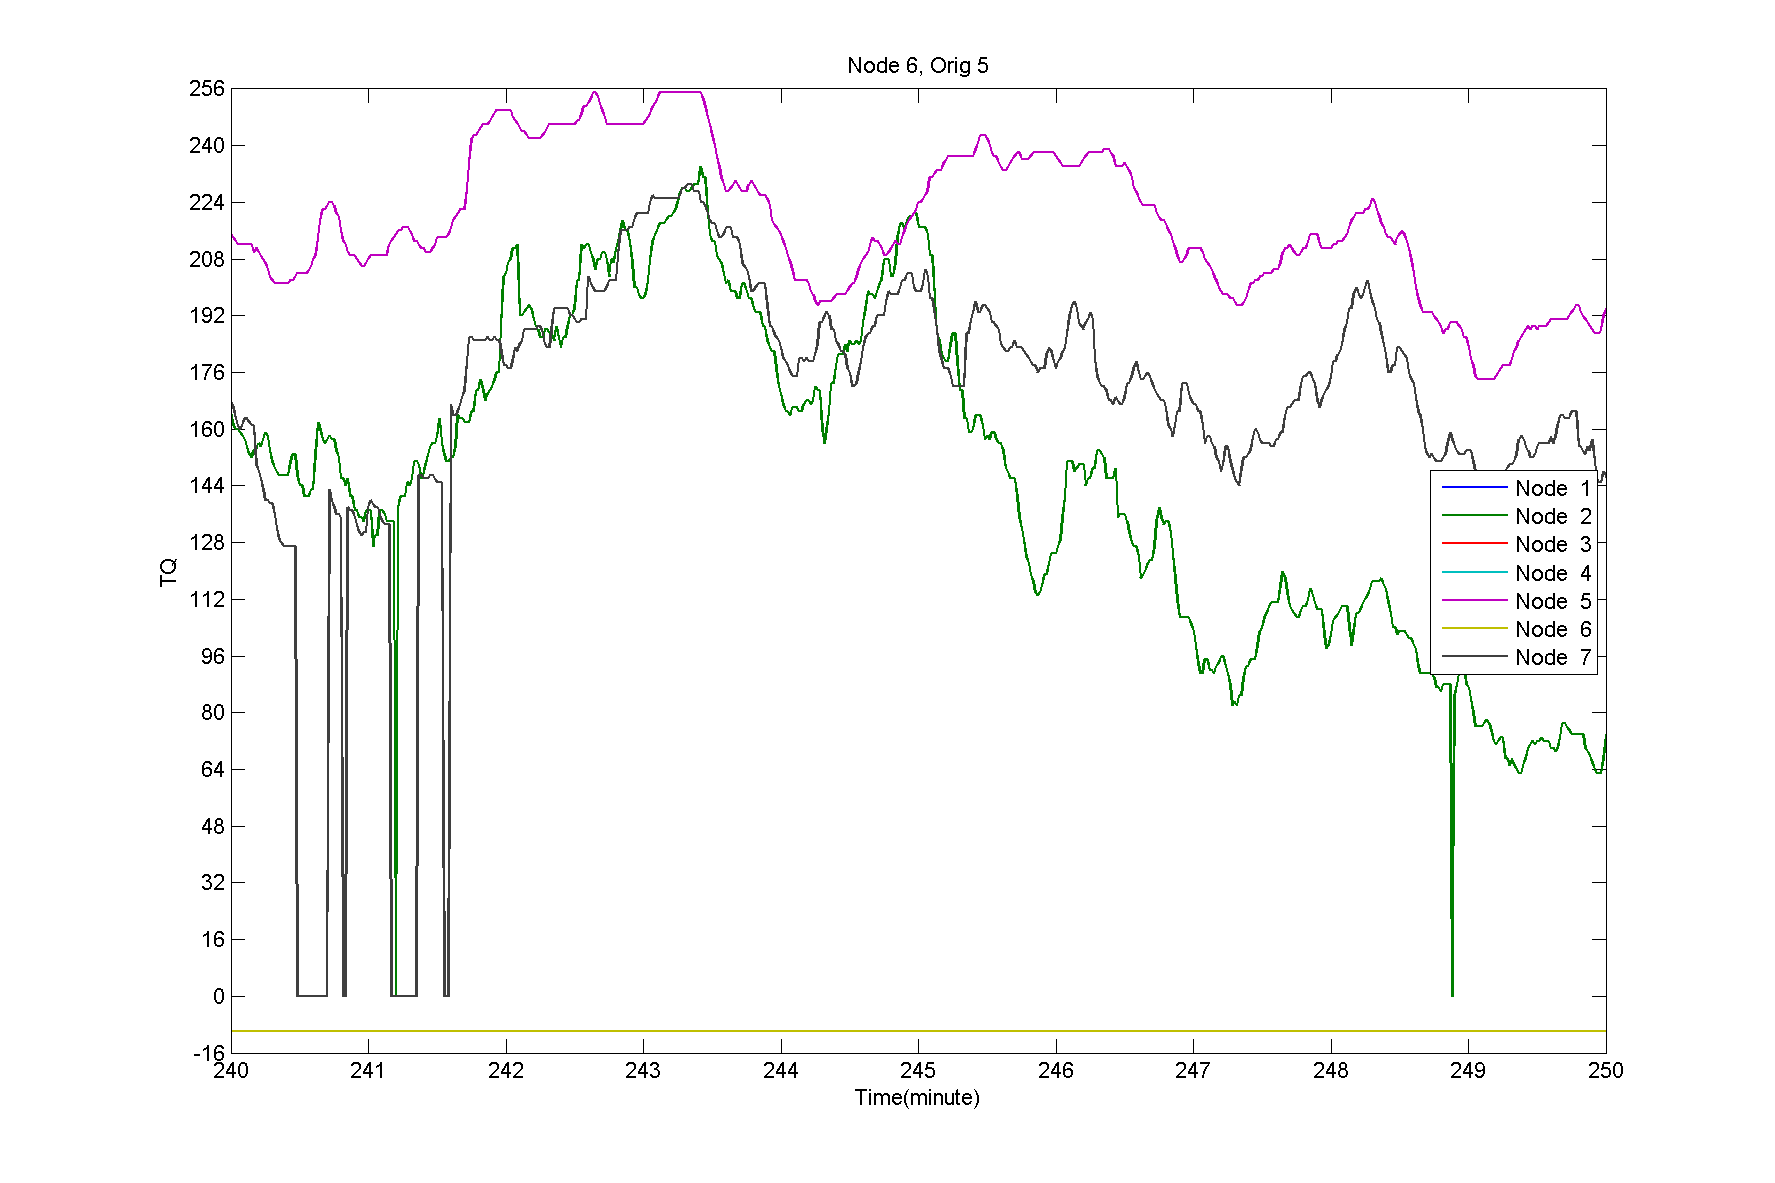 Node 6, Orig 5
256
240
224
208
192
176
160
144
128
112
96
80
64
48
32
16
0
-16
TQ
Node 1
Node 2
Node 3
Node 4
Node 5
Node 6
Node 7
240 241 242 243 244 245 246 247 248 249 250
Time(minute)